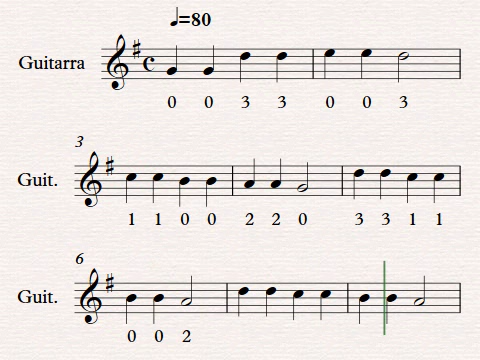 ♩=80
Guitarra
0 0 3 3 0 0 3
3
Guit.
1 1 0 0 2 2 0 3 3 1 1
6
Guit.
0 0 2